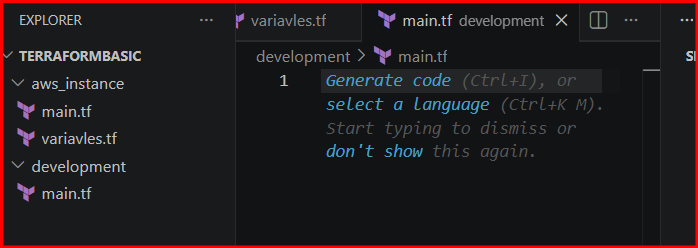 EXPLORER
TERRAFORMBASIC
aws_instance
main.tf
variavles.tf
development
main.tf
variavles.tf
main.tf development
development > main.tf
1
Generate code (Ctrl+I), or
select a language (Ctrl+K M).
Start typing to dismiss or
don't show this again.